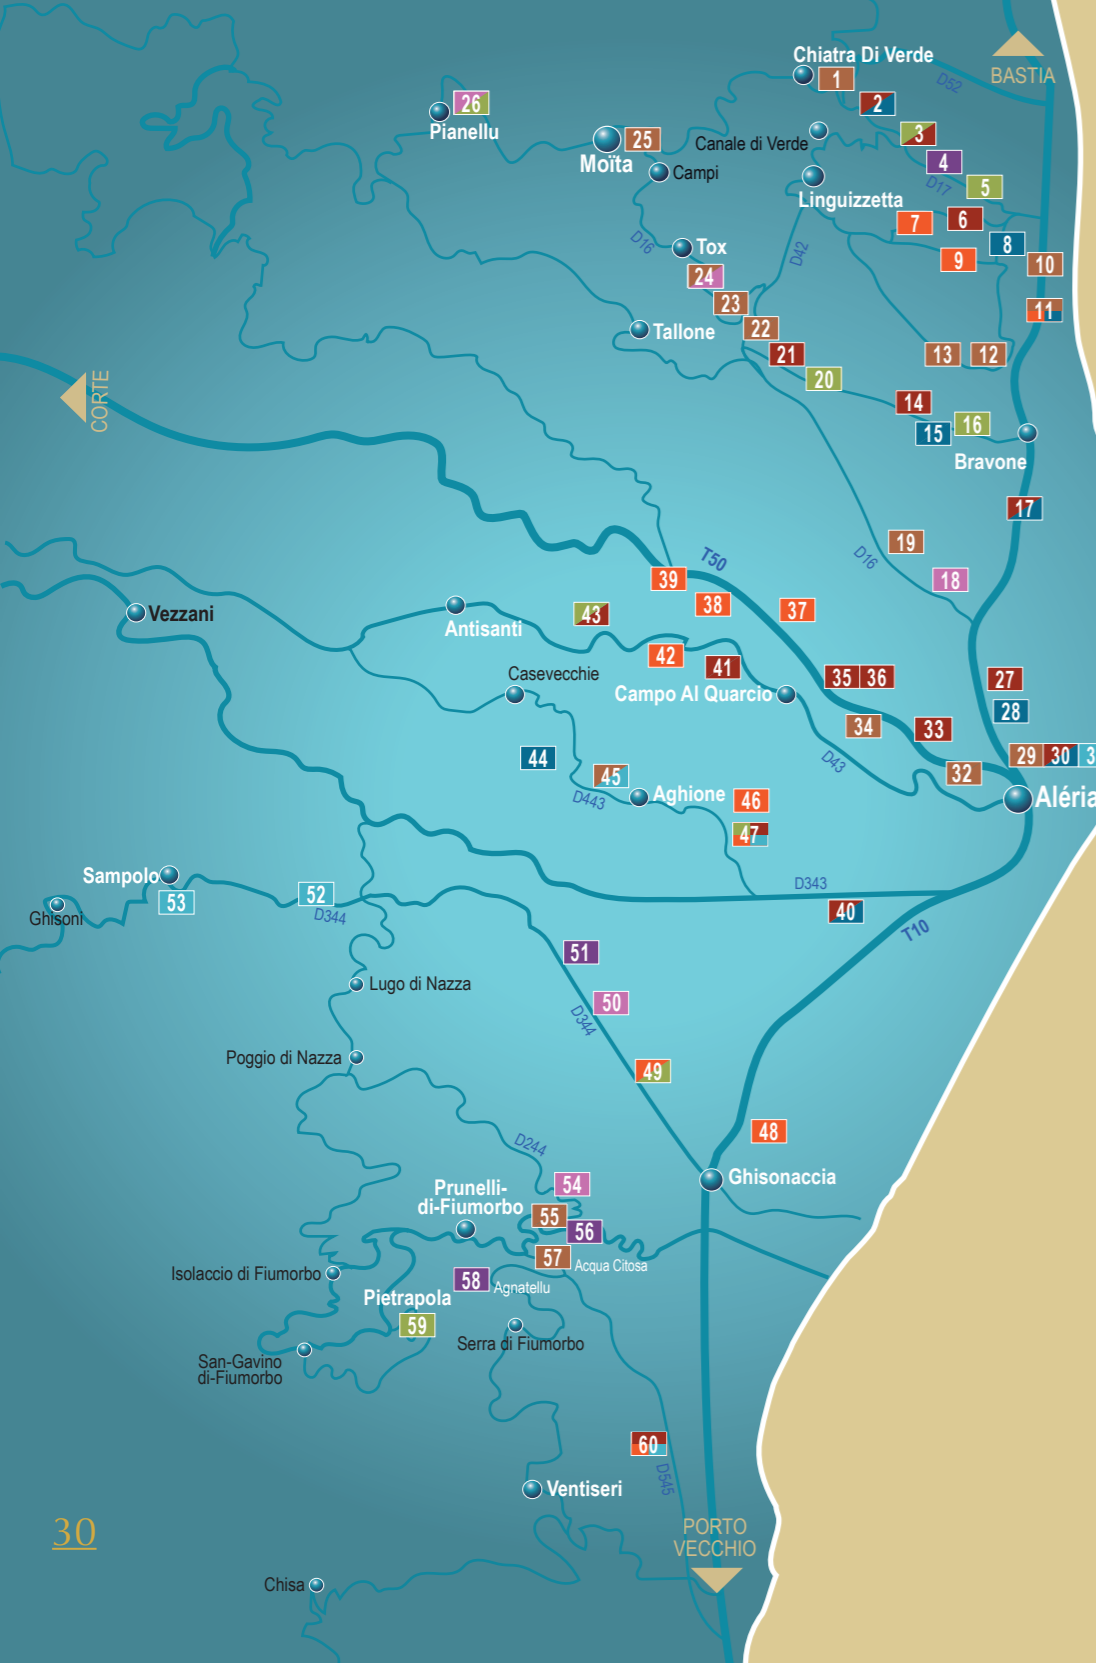 Chiatra Di Verde
1
BASTIA
D52
2
26
Pianellu
3
Canale di Verde
25
Moïta
4
Campi
D17
5
Linguizzetta
7
6
D16
Tox
D42
8
9
10
24
23
11
22
Tallone
21
13
12
20
CORTE
14
16
15
Bravone
17
19
D16
T50
18
39
38
37
43
Vezzani
Antisanti
42
41
Casevecchie
35
36
27
Campo Al Quarcio
28
34
33
44
D43
29
30
3
45
32
D443
Aghione
46
Aléria
47
Sampolo
D343
52
53
40
Ghisoni
D344
T10
51
Lugo di Nazza
50
D344
Poggio di Nazza
49
48
D244
Ghisonaccia
54
Prunelli-
di-Fiumorbo
55
56
57
Acqua Citosa
Isolaccio di Fiumorbo
58
Agnatellu
Pietrapola
59
Serra di Fiumorbo
San-Gavino
di-Fiumorbo
60
D545
Ventiseri
30
PORTO
VECCHIO
Chisa